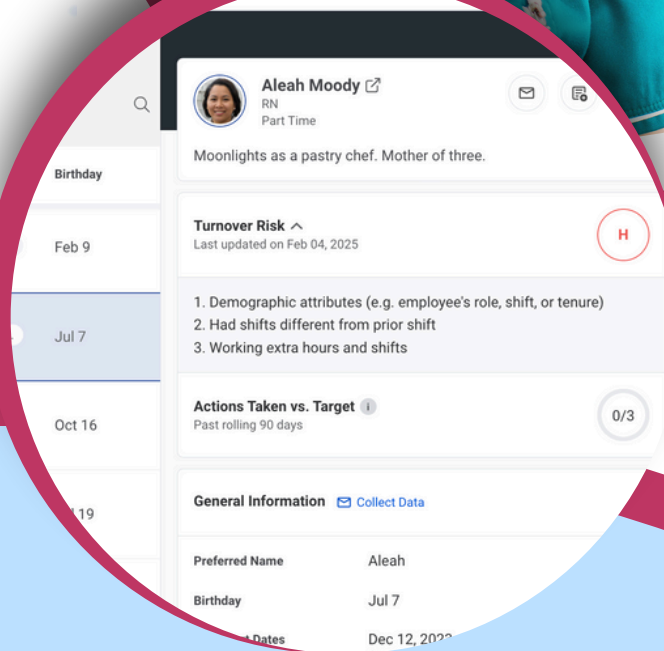 Birthday
Feb 9
Jul 7
Oct 16
19
Aleah Moody
RN
Part Time
Moonlights as a pastry chef. Mother of three.
Turnover Risk
Last updated on Feb 04, 2025
H
1. Demographic attributes (e.g. employee's role, shift, or tenure)
2. Had shifts different from prior shift
3. Working extra hours and shifts
Actions Taken vs. Target i
Past rolling 90 days
0/3
General Information Collect Data
Preferred Name Aleah
Birthday Jul 7
Dates Dec 12,